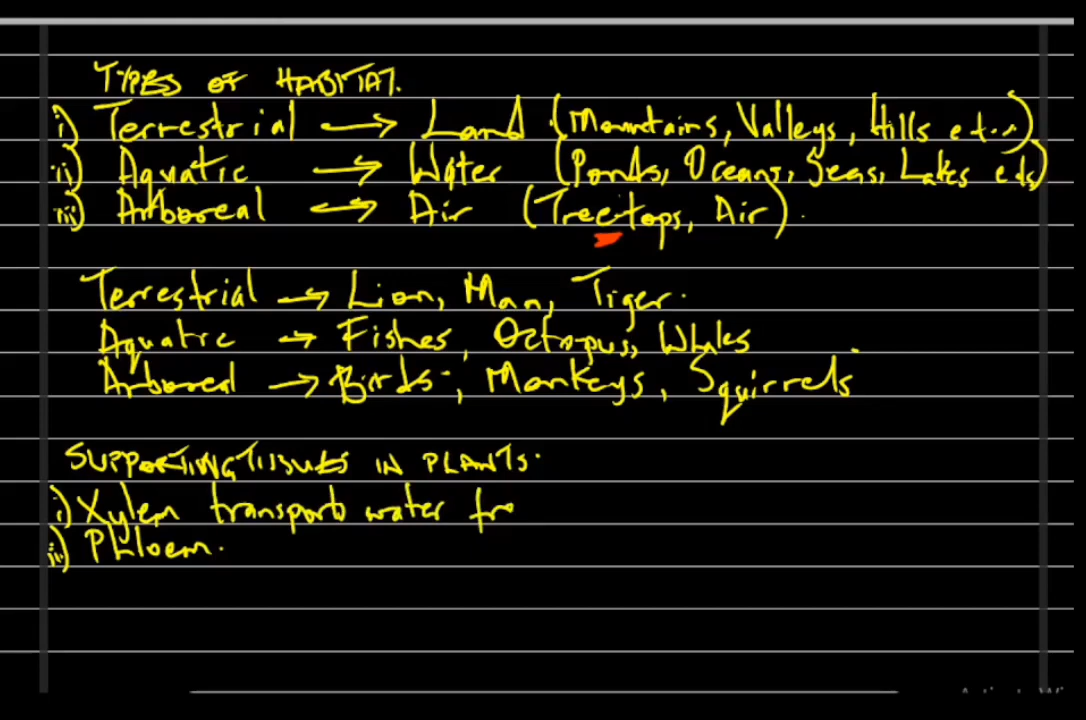 TYPES OF HABITAT.
i) Terrestrial → Land (Mountains, Valleys, Hills etc.)
ii) Aquatic → Water (Ponds, Oceans, Seas, Lakes etc)
iii) Arboreal → Air (Treetops, Air).
Terrestrial → Lion, Man, Tiger.
Aquatic → Fishes, Octopus, Whales
Arboreal → Birds, Monkeys, Squirrels
SUPPORTING TISSUES IN PLANTS.
i) Xylem transports water fro
ii) Phloem.